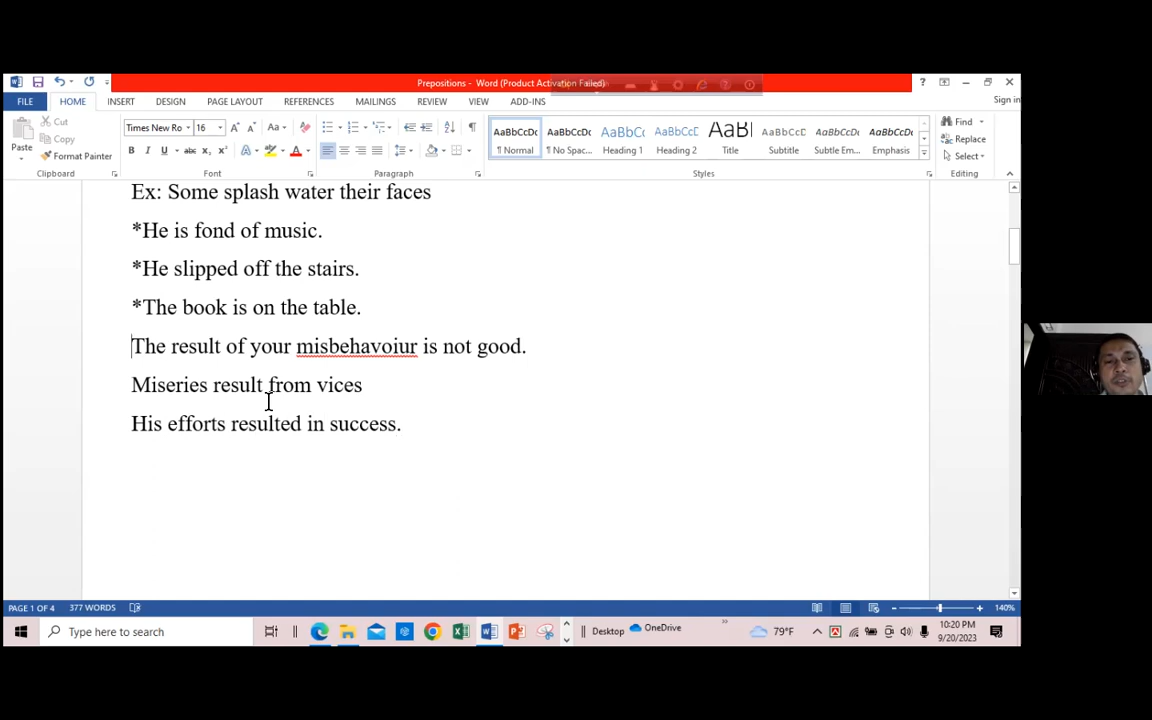 Prepositions - Word (Product Activation Failed)
FILE HOME INSERT DESIGN PAGE LAYOUT REFERENCES MAILINGS REVIEW VIEW ADD-INS Sign in
Cut
Copy
Format Painter
Paste
Times New Ro 16
AaBbCcDc AaBbCcDc AaBbC AaBbCcD AaB AaBbCcD AaBbCcDc AaBbCcDc
¶ Normal ¶ No Spac... Heading 1 Heading 2 Title Subtitle Subtle Em... Emphasis
Find
Replace
Select
Clipboard Font Paragraph Styles Editing
Ex: Some splash water their faces
*He is fond of music.
*He slipped off the stairs.
*The book is on the table.
The result of your misbehavoiur is not good.
Miseries result from vices
His efforts resulted in success.
PAGE 1 OF 4 377 WORDS 140%
Type here to search Desktop OneDrive 79°F 10:20 PM
9/20/2023